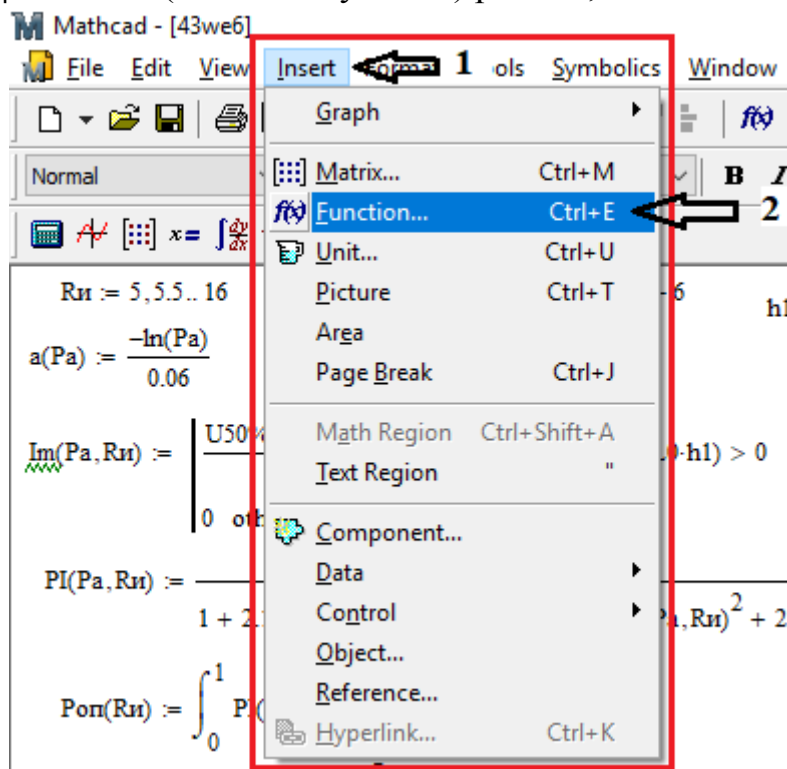 Mathcad - [43we6]
File Edit View Insert 1 ols Symbolics Window
Graph
f(x)
Normal
Matrix... Ctrl+M
B I
Function... Ctrl+E
2
Unit... Ctrl+U
Rи := 5,5.5.. 16
Picture Ctrl+T
6
h1
Area
a(Pa) := −ln(Pa) / 0.06
Page Break Ctrl+J
Math Region Ctrl+Shift+A
Im(Pa,Rи) := U50%
·h1) > 0
Text Region "
0 oth
Component...
Data
PI(Pa,Rи) :=
1 + 2
Control
,Rи)² + 2
Object...
Reference...
Pоп(Rи) := ∫₀¹ PI(
Hyperlink... Ctrl+K